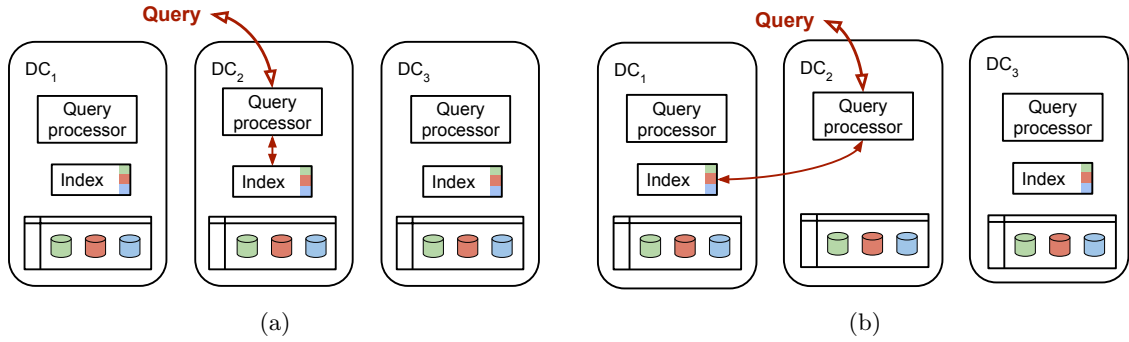 Query
DC1
Query
processor
Index
DC2
Query
processor
Index
DC3
Query
processor
Index
(a)
Query
DC1
Query
processor
Index
DC2
Query
processor
DC3
Query
processor
Index
(b)